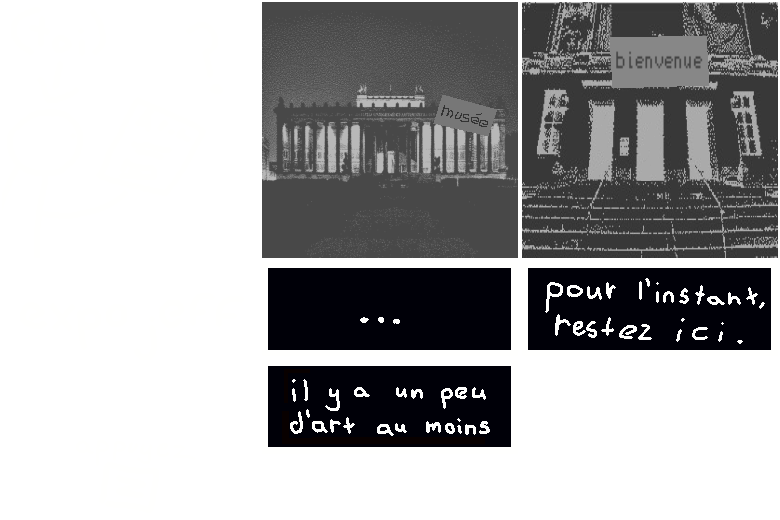 musée
bienvenue
...
pour l'instant,
restez ici.
il y a un peu
d'art au moins